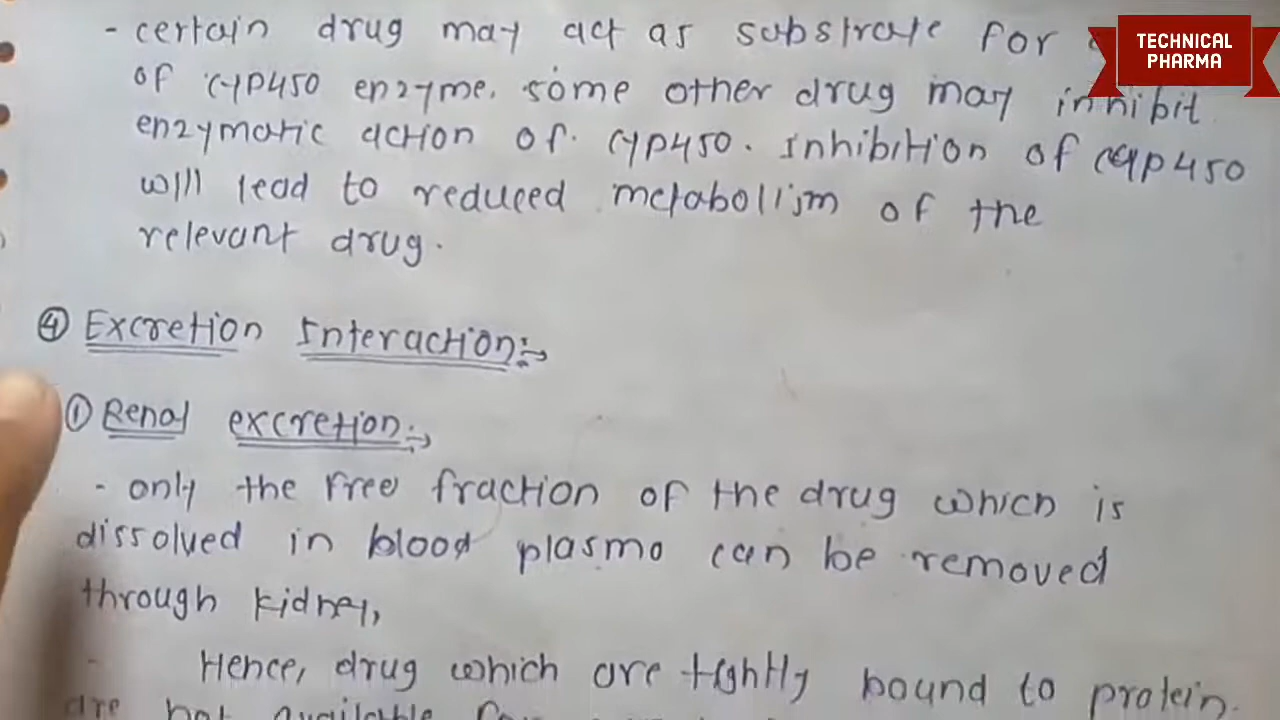 - certain drug may act as substrate for
TECHNICAL
PHARMA
of CYP450 enzyme. some other drug may inhibit
enzymatic action of. CYP450. Inhibition of CYP450
will lead to reduced metabolism of the
relevant drug.
④ Excretion Interaction:→
① Renal excretion:→
- only the free fraction of the drug which is
dissolved in blood plasma can be removed
through kidney,
- Hence, drug which are tightly bound to protein.
are not available